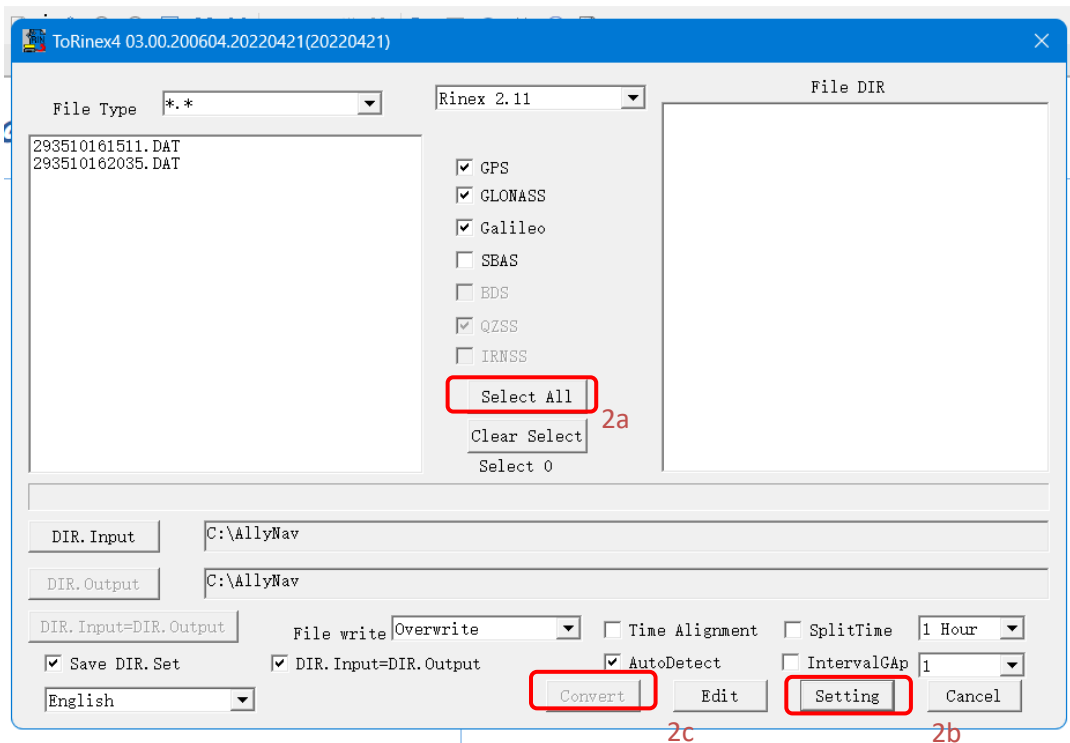 ToRinex4 03.00.200604.20220421(20220421)
File Type *.*
Rinex 2.11
File DIR
293510161511.DAT
293510162035.DAT
GPS
GLONASS
Galileo
SBAS
BDS
QZSS
IRNSS
Select All
2a
Clear Select
Select 0
DIR.Input C:\AllyNav
DIR.Output C:\AllyNav
DIR.Input=DIR.Output File write Overwrite Time Alignment SplitTime 1 Hour
Save DIR.Set DIR.Input=DIR.Output AutoDetect IntervalGAp 1
English Convert Edit Setting Cancel
2c 2b